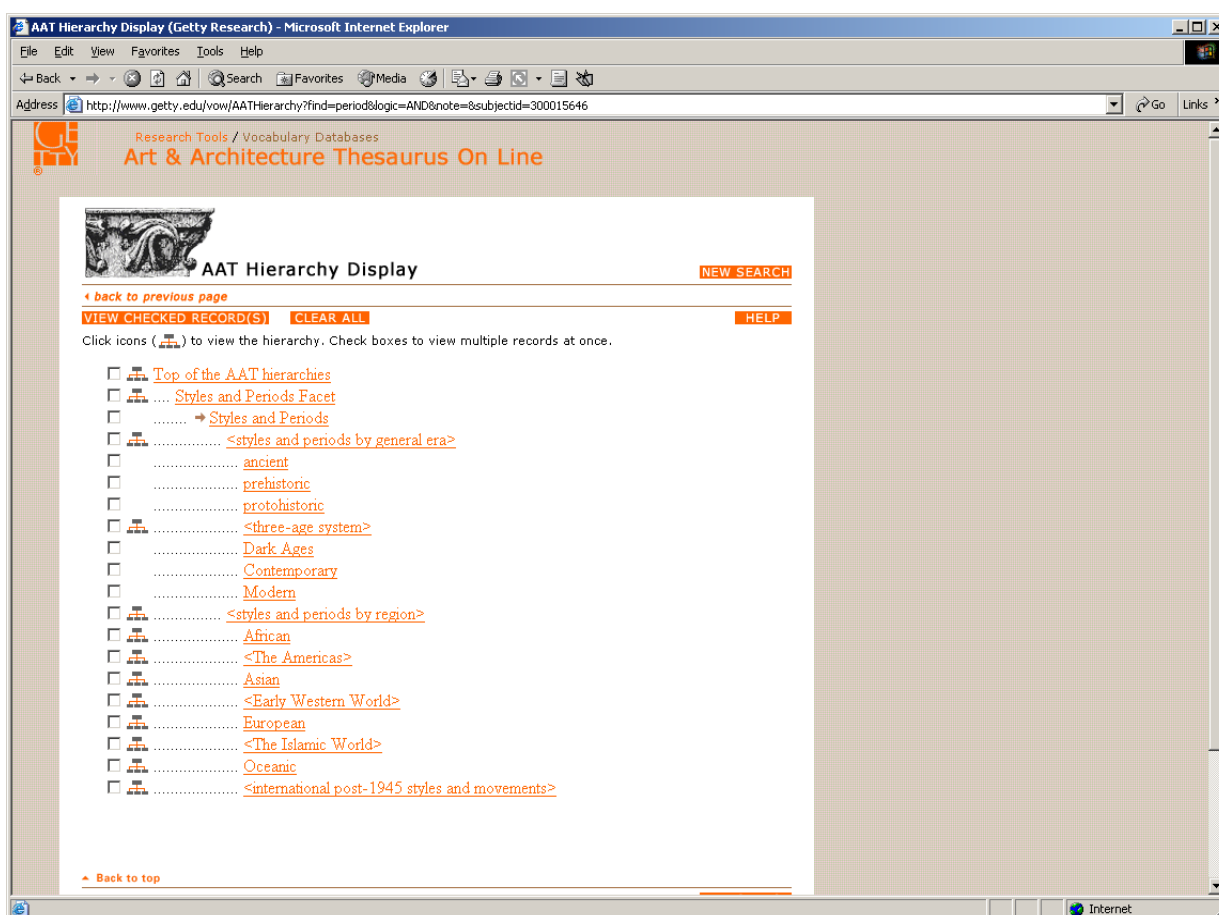 AAT Hierarchy Display (Getty Research) - Microsoft Internet Explorer
File Edit View Favorites Tools Help
Back Search Favorites Media
Address http://www.getty.edu/vow/AATHierarchy?find=period&logic=AND&note=&subjectid=300015646 Go Links »
GETTY ®
Research Tools / Vocabulary Databases
Art & Architecture Thesaurus On Line
AAT Hierarchy Display NEW SEARCH
back to previous page
VIEW CHECKED RECORD(S) CLEAR ALL HELP
Click icons ( ) to view the hierarchy. Check boxes to view multiple records at once.
Top of the AAT hierarchies
.... Styles and Periods Facet
........ Styles and Periods
................ <styles and periods by general era>
.................... ancient
.................... prehistoric
.................... protohistoric
.................... <three-age system>
.................... Dark Ages
.................... Contemporary
.................... Modern
................ <styles and periods by region>
.................... African
.................... <The Americas>
.................... Asian
.................... <Early Western World>
.................... European
.................... <The Islamic World>
.................... Oceanic
.................... <international post-1945 styles and movements>
Back to top
Internet